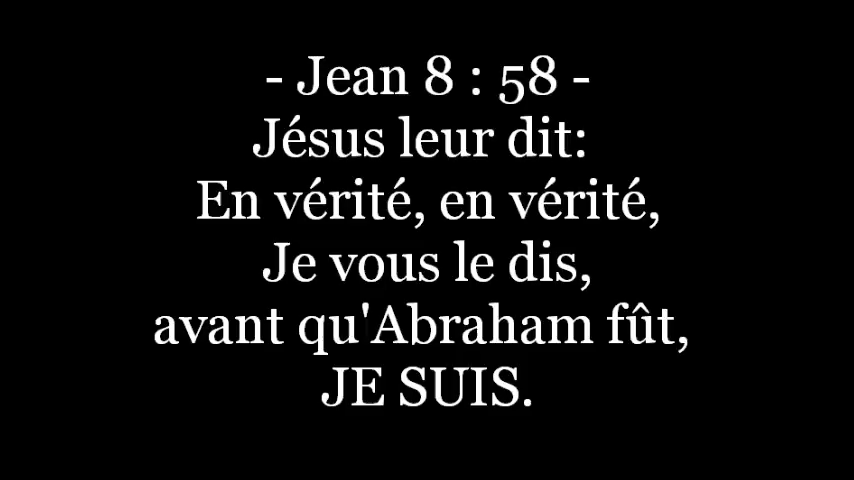 - Jean 8 : 58 -
Jésus leur dit:
En vérité, en vérité,
Je vous le dis,
avant qu'Abraham fût,
JE SUIS.